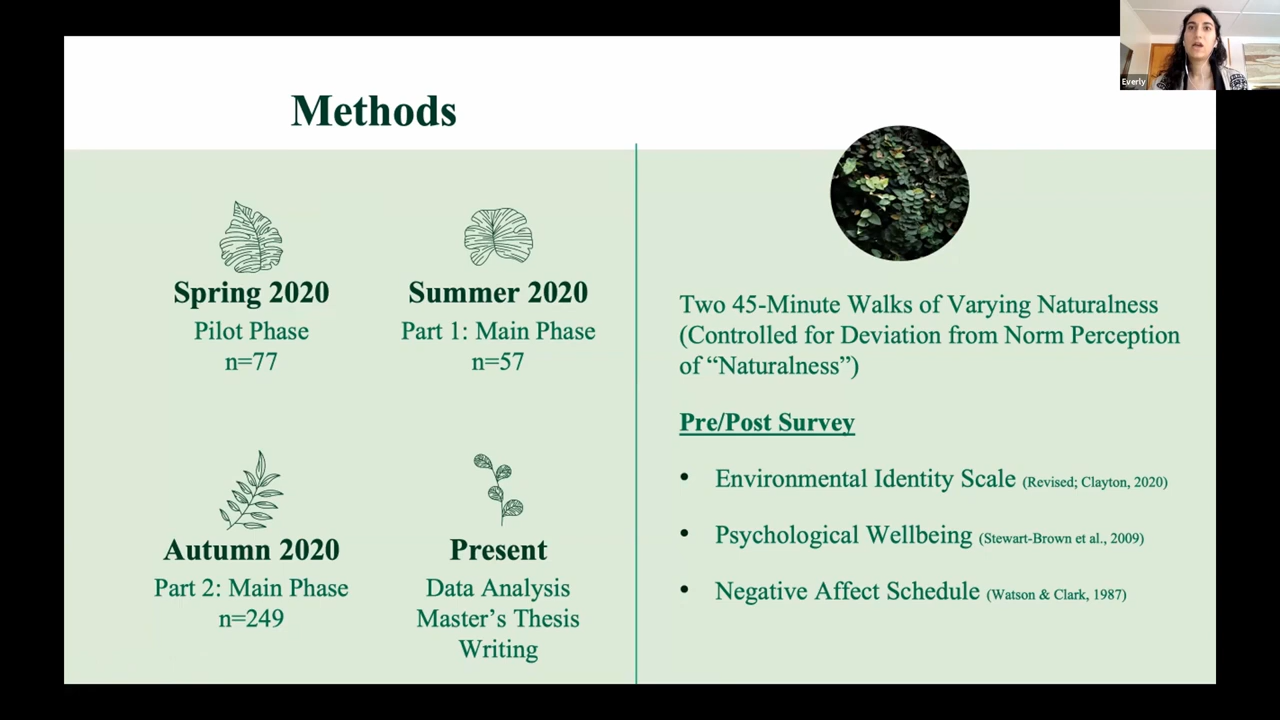 Methods
Everly
Spring 2020
Pilot Phase
n=77
Summer 2020
Part 1: Main Phase
n=57
Autumn 2020
Part 2: Main Phase
n=249
Present
Data Analysis
Master’s Thesis
Writing
Two 45-Minute Walks of Varying Naturalness
(Controlled for Deviation from Norm Perception
of “Naturalness”)
Pre/Post Survey
• Environmental Identity Scale (Revised; Clayton, 2020)
• Psychological Wellbeing (Stewart-Brown et al., 2009)
• Negative Affect Schedule (Watson & Clark, 1987)